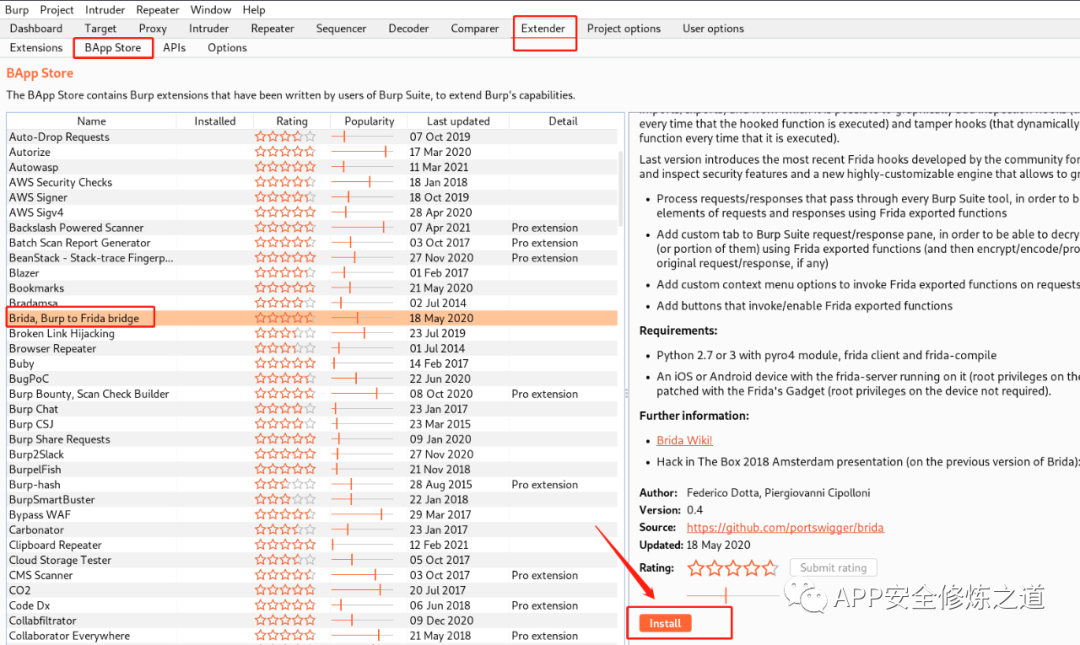 Burp Project Intruder Repeater Window Help
Dashboard Target Proxy Intruder Repeater Sequencer Decoder Comparer Extender Project options User options
Extensions BApp Store APIs Options
BApp Store
The BApp Store contains Burp extensions that have been written by users of Burp Suite, to extend Burp's capabilities.
Name Installed Rating Popularity Last updated Detail
Auto-Drop Requests 07 Oct 2019
Autorize 17 Mar 2020
Autowasp 11 Mar 2021
AWS Security Checks 18 Jan 2018
AWS Signer 18 Oct 2019
AWS Sigv4 28 Apr 2020
Backslash Powered Scanner 07 Apr 2021 Pro extension
Batch Scan Report Generator 03 Oct 2017
BeanStack - Stack-trace Fingerp... 27 Nov 2020 Pro extension
Blazer 01 Feb 2017
Bookmarks 21 May 2020
Bradamsa 02 Jul 2014
Brida, Burp to Frida bridge 18 May 2020
Broken Link Hijacking 23 Jul 2019
Browser Repeater 01 Jul 2014
Buby 14 Feb 2017
BugPoC 22 Jun 2020
Burp Bounty, Scan Check Builder 08 Oct 2020 Pro extension
Burp Chat 23 Jan 2017
Burp CSJ 23 Mar 2015
Burp Share Requests 09 Jan 2020
Burp2Slack 27 Nov 2020
BurpelFish 21 Nov 2018
Burp-hash 28 Aug 2015 Pro extension
BurpSmartBuster 22 Jan 2018
Bypass WAF 29 Mar 2017
Carbonator 23 Jan 2017
Clipboard Repeater 12 Feb 2021
Cloud Storage Tester 05 Oct 2017
CMS Scanner 03 Oct 2017 Pro extension
CO2 20 Jul 2017
Code Dx 06 Jun 2018 Pro extension
Collabfiltrator 09 Dec 2020
Collaborator Everywhere 21 May 2018 Pro extension
every time that the hooked function is executed) and tamper hooks (that dynamically
function every time that it is executed).
Last version introduces the most recent Frida hooks developed by the community for
and inspect security features and a new highly-customizable engine that allows to gr
• Process requests/responses that pass through every Burp Suite tool, in order to b
elements of requests and responses using Frida exported functions
• Add custom tab to Burp Suite request/response pane, in order to be able to decry
(or portion of them) using Frida exported functions (and then encrypt/encode/pro
original request/response, if any)
• Add custom context menu options to invoke Frida exported functions on requests
• Add buttons that invoke/enable Frida exported functions
Requirements:
• Python 2.7 or 3 with pyro4 module, frida client and frida-compile
• An iOS or Android device with the frida-server running on it (root privileges on the
patched with the Frida's Gadget (root privileges on the device not required).
Further information:
• Brida Wiki!
• Hack in The Box 2018 Amsterdam presentation (on the previous version of Brida):
Author: Federico Dotta, Piergiovanni Cipolloni
Version: 0.4
Source: https://github.com/portswigger/brida
Updated: 18 May 2020
Rating: Submit rating
APP安全修炼之道
Install